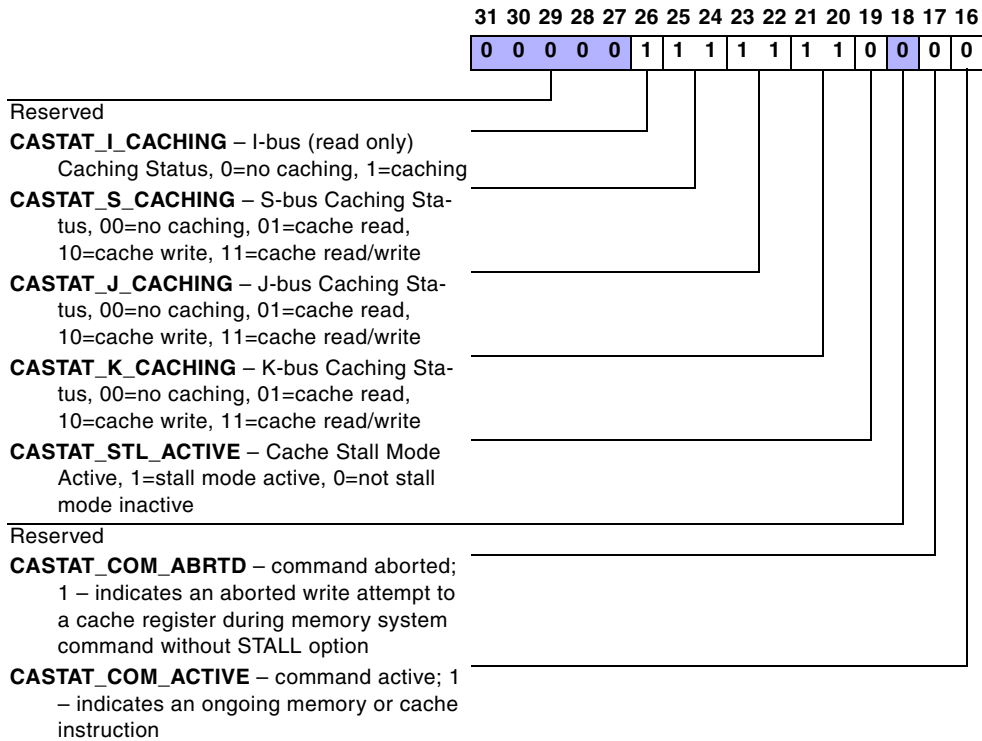 31 30 29 28 27 26 25 24 23 22 21 20 19 18 17 16
0 0 0 0 0 1 1 1 1 1 1 1 0 0 0 0
Reserved
CASTAT_I_CACHING – I-bus (read only)
Caching Status, 0=no caching, 1=caching
CASTAT_S_CACHING – S-bus Caching Sta-
tus, 00=no caching, 01=cache read,
10=cache write, 11=cache read/write
CASTAT_J_CACHING – J-bus Caching Sta-
tus, 00=no caching, 01=cache read,
10=cache write, 11=cache read/write
CASTAT_K_CACHING – K-bus Caching Sta-
tus, 00=no caching, 01=cache read,
10=cache write, 11=cache read/write
CASTAT_STL_ACTIVE – Cache Stall Mode
Active, 1=stall mode active, 0=not stall
mode inactive
Reserved
CASTAT_COM_ABRTD – command aborted;
1 – indicates an aborted write attempt to
a cache register during memory system
command without STALL option
CASTAT_COM_ACTIVE – command active; 1
– indicates an ongoing memory or cache
instruction